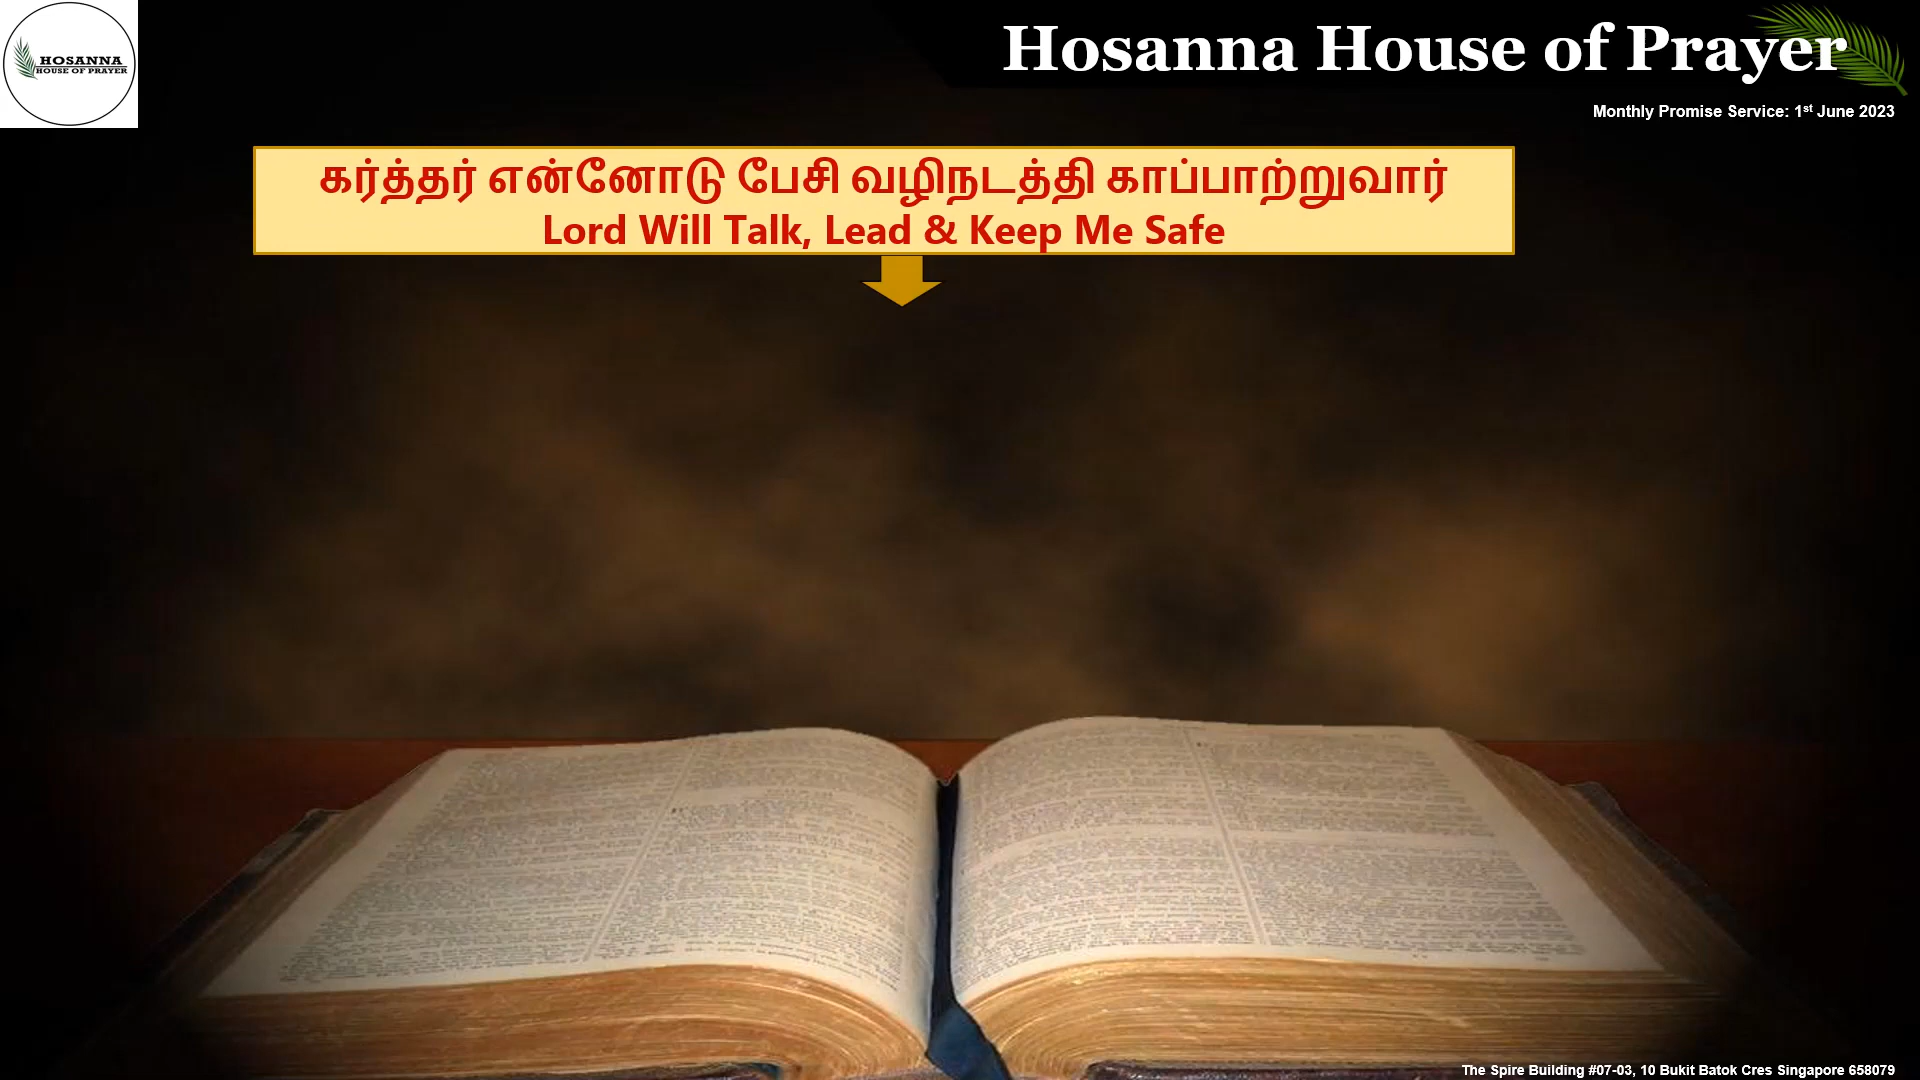 HOSANNA
HOUSE OF PRAYER
Hosanna House of Prayer
Monthly Promise Service: 1st June 2023
கர்த்தர் என்னோடு பேசி வழிநடத்தி காப்பாற்றுவார்
Lord Will Talk, Lead & Keep Me Safe
The Spire Building #07-03, 10 Bukit Batok Cres Singapore 658079